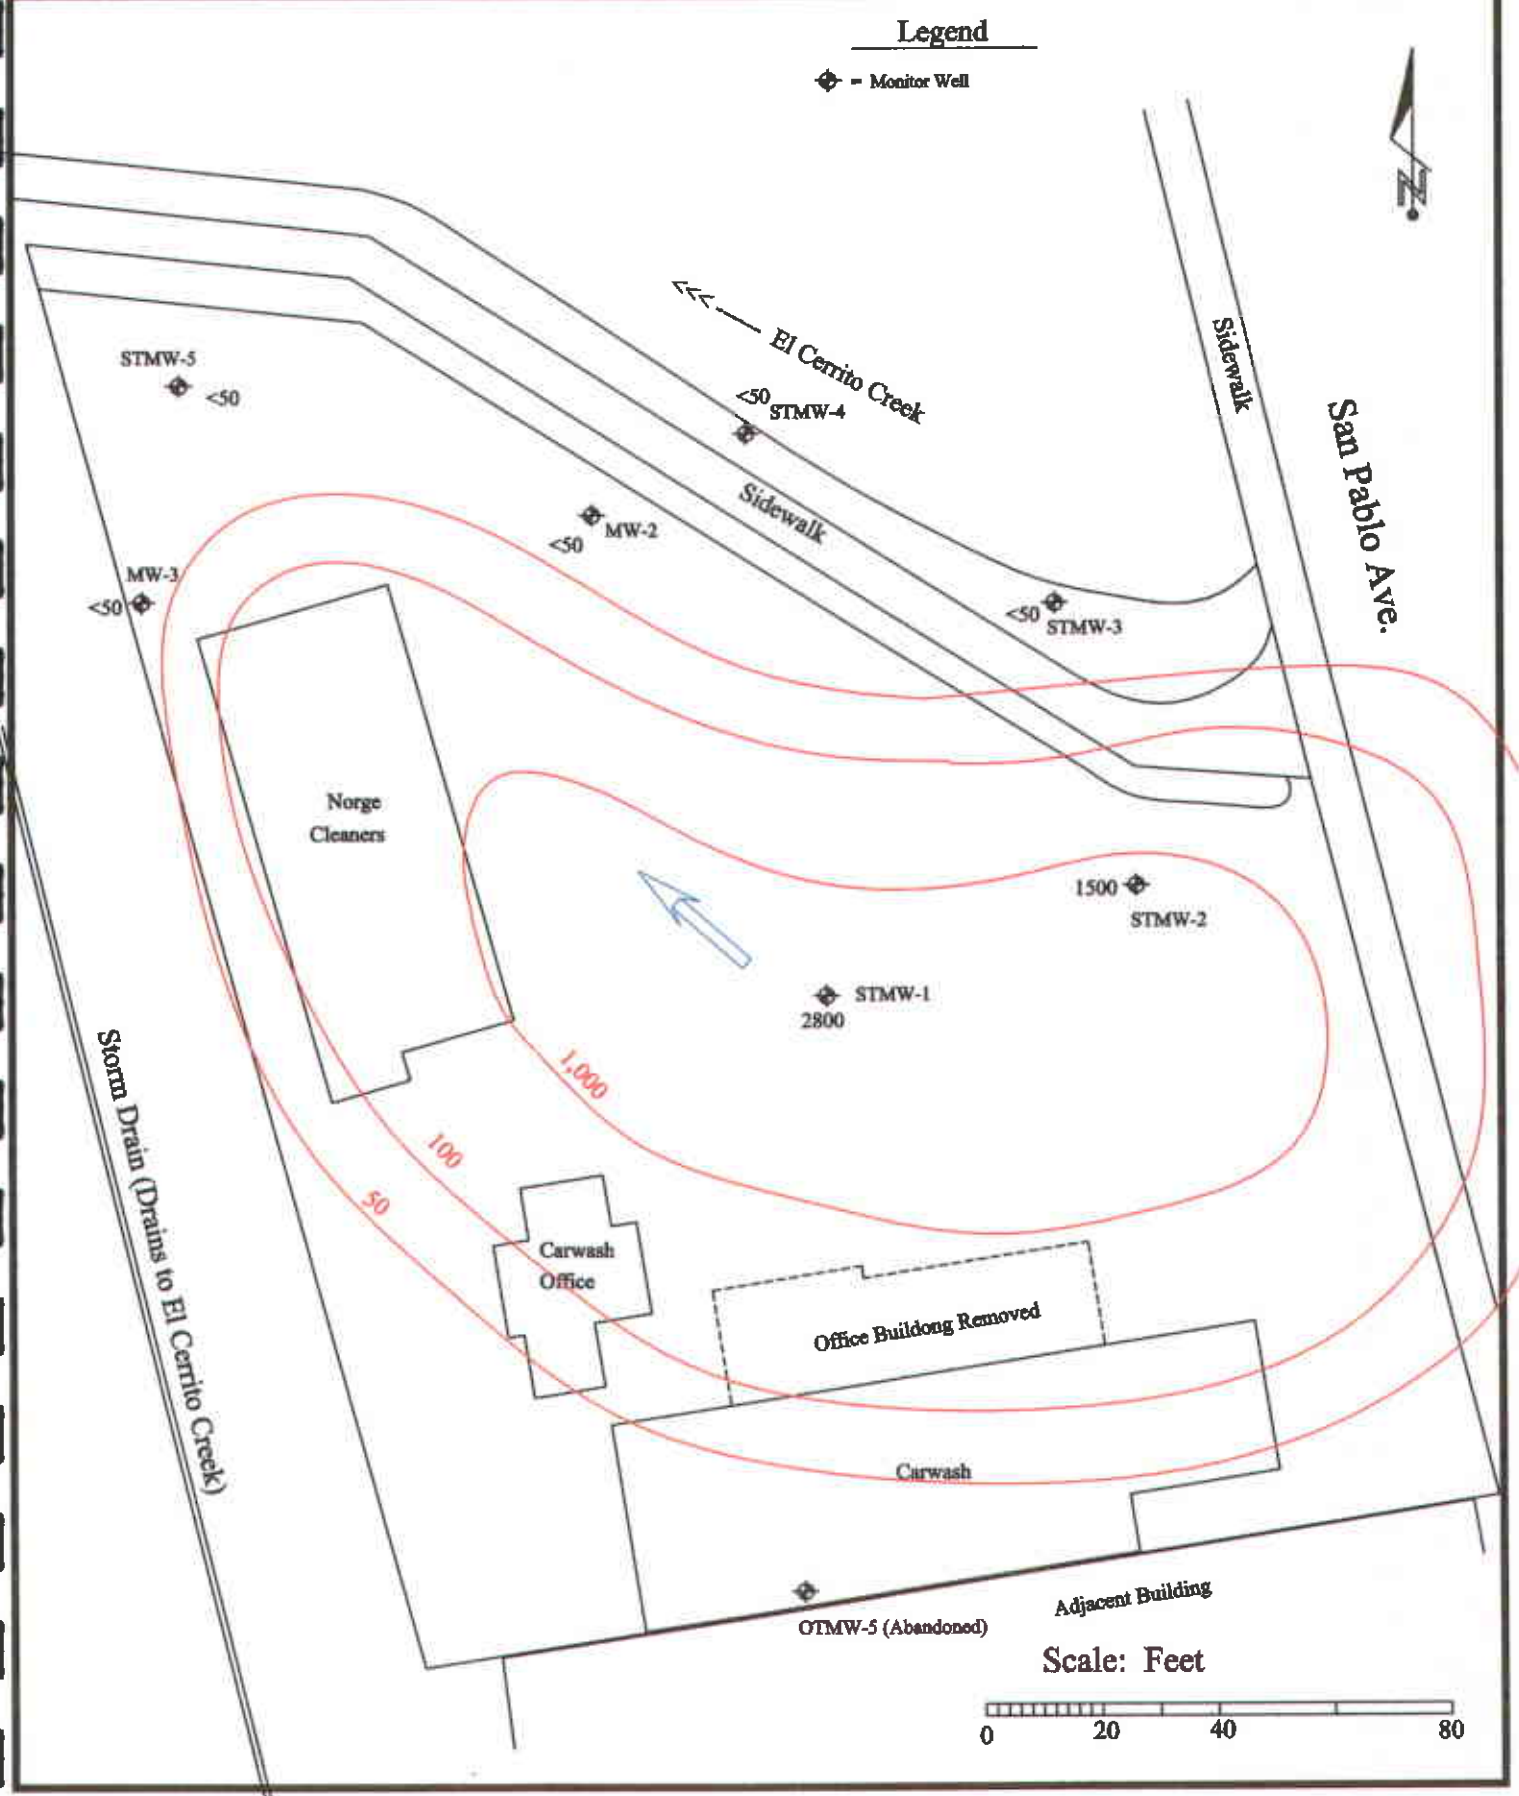 Legend
= Monitor Well
N
Sidewalk
San Pablo Ave.
<<<
El Cerrito Creek
STMW-5
<50
<50
STMW-4
Sidewalk
MW-2
<50
MW-3
<50
<50
STMW-3
Norge
Cleaners
1500
STMW-2
STMW-1
2800
1,000
100
50
Storm Drain (Drains to El Cerrito Creek)
Carwash
Office
Office Buildong Removed
Carwash
OTMW-5 (Abandoned)
Adjacent Building
Scale: Feet
0
20
40
80